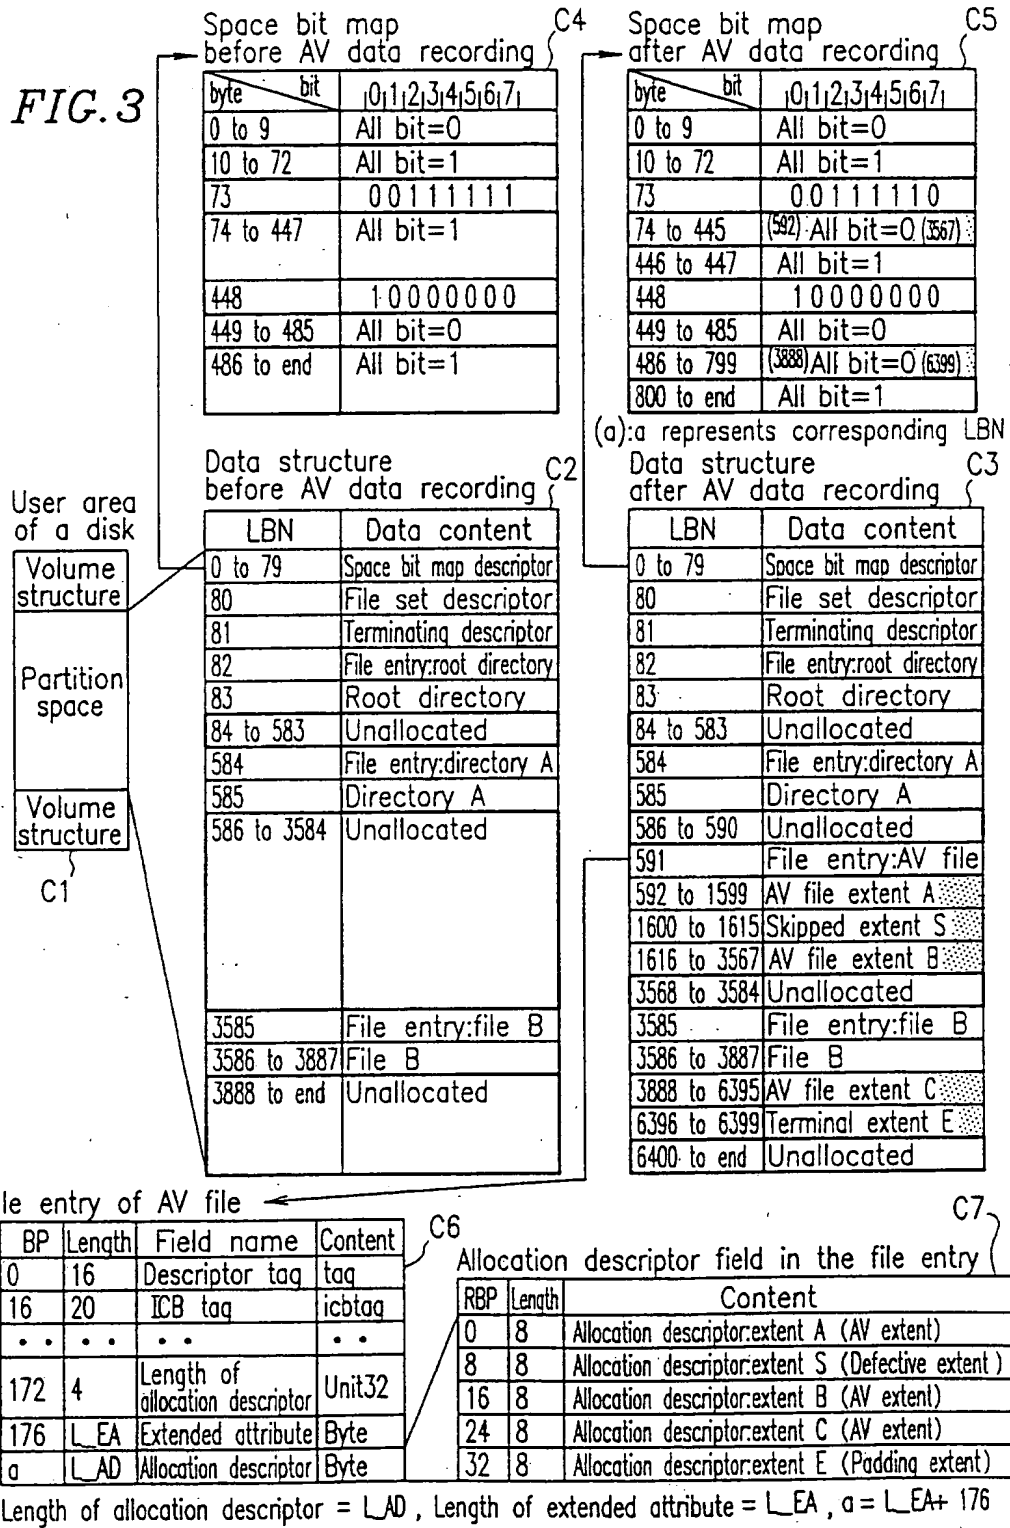 FIG. 3
Space bit map
before AV data recording
C4
byte bit 0 1 2 3 4 5 6 7
0 to 9 All bit=0
10 to 72 All bit=1
73 0 0 1 1 1 1 1 1
74 to 447 All bit=1
448 1 0 0 0 0 0 0 0
449 to 485 All bit=0
486 to end All bit=1
Space bit map
after AV data recording
C5
byte bit 0 1 2 3 4 5 6 7
0 to 9 All bit=0
10 to 72 All bit=1
73 0 0 1 1 1 1 1 0
74 to 445 (592) All bit=0 (3567)
446 to 447 All bit=1
448 1 0 0 0 0 0 0 0
449 to 485 All bit=0
486 to 799 (3888) All bit=0 (6399)
800 to end All bit=1
(a):a represents corresponding LBN
User area
of a disk
Volume
structure
Partition
space
Volume
structure
C1
Data structure
before AV data recording
C2
LBN Data content
0 to 79 Space bit map descriptor
80 File set descriptor
81 Terminating descriptor
82 File entry:root directory
83 Root directory
84 to 583 Unallocated
584 File entry:directory A
585 Directory A
586 to 3584 Unallocated
3585 File entry:file B
3586 to 3887 File B
3888 to end Unallocated
Data structure
after AV data recording
C3
LBN Data content
0 to 79 Space bit map descriptor
80 File set descriptor
81 Terminating descriptor
82 File entry:root directory
83 Root directory
84 to 583 Unallocated
584 File entry:directory A
585 Directory A
586 to 590 Unallocated
591 File entry:AV file
592 to 1599 AV file extent A
1600 to 1615 Skipped extent S
1616 to 3567 AV file extent B
3568 to 3584 Unallocated
3585 File entry:file B
3586 to 3887 File B
3888 to 6395 AV file extent C
6396 to 6399 Terminal extent E
6400 to end Unallocated
le entry of AV file
C6
BP Length Field name Content
0 16 Descriptor tag tag
16 20 ICB tag icbtag
• • • • • • • •
172 4 Length of allocation descriptor Unit32
176 L_EA Extended attribute Byte
a L_AD Allocation descriptor Byte
C7
Allocation descriptor field in the file entry
RBP Length Content
0 8 Allocation descriptor:extent A (AV extent)
8 8 Allocation descriptor:extent S (Defective extent)
16 8 Allocation descriptor:extent B (AV extent)
24 8 Allocation descriptor:extent C (AV extent)
32 8 Allocation descriptor:extent E (Padding extent)
Length of allocation descriptor = L_AD , Length of extended attribute = L_EA , a = L_EA+ 176